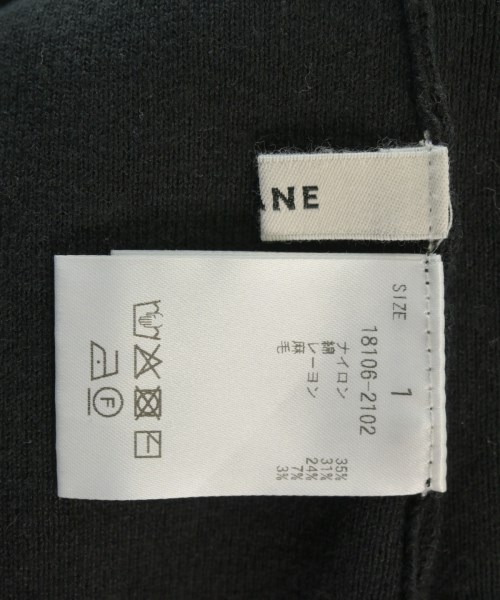 ANE
SIZE 1
18106-2102
ナイロン 35%
綿 31%
レーヨン 24%
麻 7%
毛 3%
F